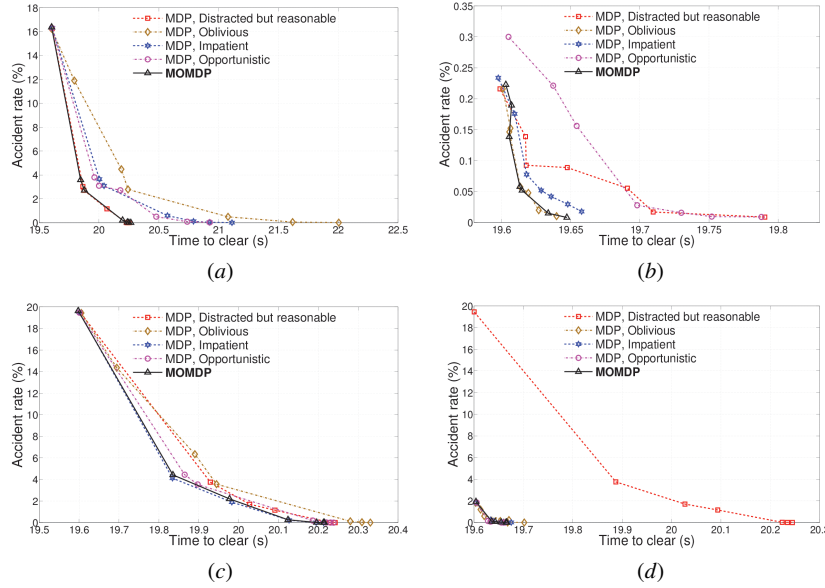 MDP, Distracted but reasonable
MDP, Oblivious
MDP, Impatient
MDP, Opportunistic
MOMDP
Accident rate (%)
18
16
14
12
10
8
6
4
2
0
19.5 20 20.5 21 21.5 22 22.5
Time to clear (s)
(a)
MDP, Distracted but reasonable
MDP, Oblivious
MDP, Impatient
MDP, Opportunistic
MOMDP
Accident rate (%)
0.35
0.3
0.25
0.2
0.15
0.1
0.05
0
19.6 19.65 19.7 19.75 19.8
Time to clear (s)
(b)
MDP, Distracted but reasonable
MDP, Oblivious
MDP, Impatient
MDP, Opportunistic
MOMDP
Accident rate (%)
20
18
16
14
12
10
8
6
4
2
0
19.5 19.6 19.7 19.8 19.9 20 20.1 20.2 20.3 20.4
Time to clear (s)
(c)
MDP, Distracted but reasonable
MDP, Oblivious
MDP, Impatient
MDP, Opportunistic
MOMDP
Accident rate (%)
20
18
16
14
12
10
8
6
4
2
0
19.6 19.7 19.8 19.9 20 20.1 20.2
Time to clear (s)
(d)